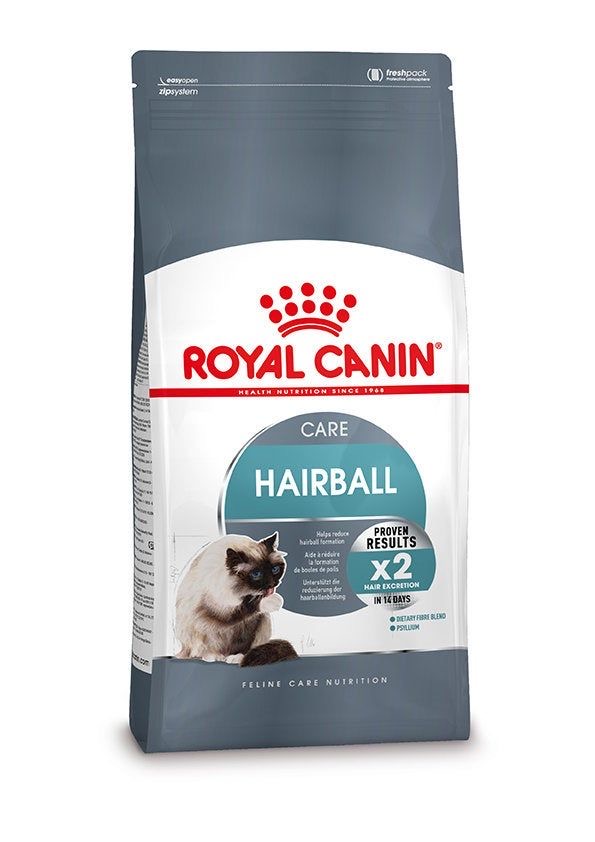 easyopen
zipsystem
freshpack
Protective atmosphere
ROYAL CANIN®
HEALTH NUTRITION SINCE 1968
CARE
HAIRBALL
Helps reduce
hairball formation
Aide à réduire
la formation
de boules de poils
Unterstützt die
reduzierung der
haarballenbildung
PROVEN
RESULTS
x2
HAIR EXCRETION
IN 14 DAYS
DIETARY FIBRE BLEND
PSYLLIUM
FELINE CARE NUTRITION